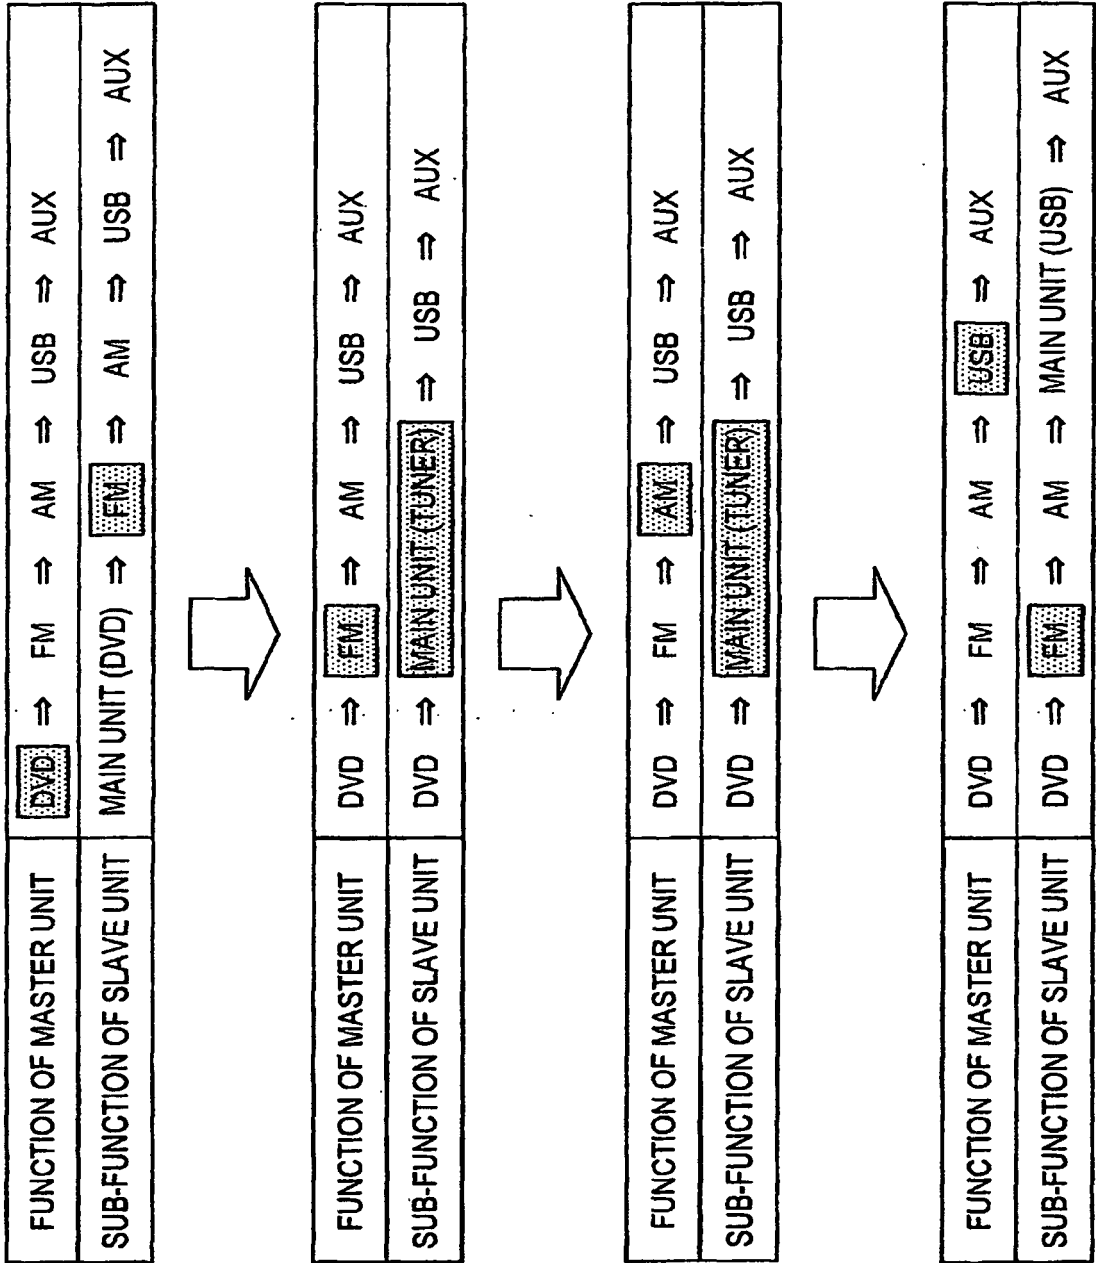 FUNCTION OF MASTER UNIT DVD ⇒ FM ⇒ AM ⇒ USB ⇒ AUX
SUB-FUNCTION OF SLAVE UNIT MAIN UNIT (DVD) ⇒ FM ⇒ AM ⇒ USB ⇒ AUX
FUNCTION OF MASTER UNIT DVD ⇒ FM ⇒ AM ⇒ USB ⇒ AUX
SUB-FUNCTION OF SLAVE UNIT DVD ⇒ MAIN UNIT (TUNER) ⇒ USB ⇒ AUX
FUNCTION OF MASTER UNIT DVD ⇒ FM ⇒ AM ⇒ USB ⇒ AUX
SUB-FUNCTION OF SLAVE UNIT DVD ⇒ MAIN UNIT (TUNER) ⇒ USB ⇒ AUX
FUNCTION OF MASTER UNIT DVD ⇒ FM ⇒ AM ⇒ USB ⇒ AUX
SUB-FUNCTION OF SLAVE UNIT DVD ⇒ FM ⇒ AM ⇒ MAIN UNIT (USB) ⇒ AUX